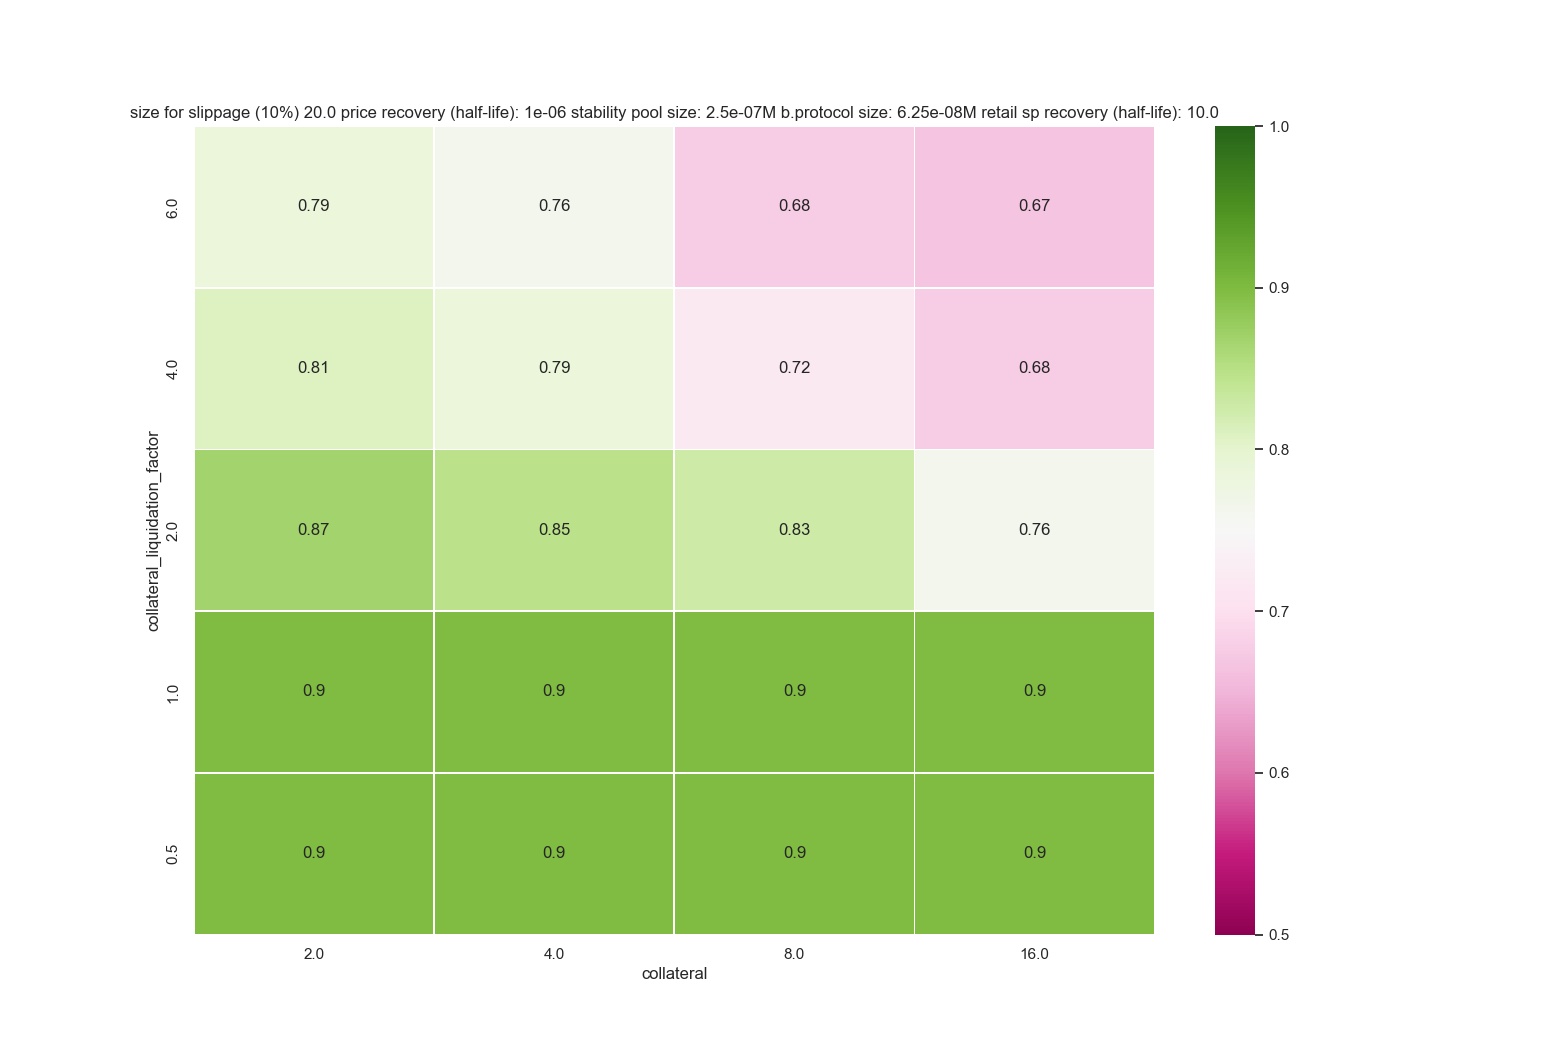 size for slippage (10%) 20.0 price recovery (half-life): 1e-06 stability pool size: 2.5e-07M b.protocol size: 6.25e-08M retail sp recovery (half-life): 10.0
1.0
6.0 0.79 0.76 0.68 0.67
0.9
4.0 0.81 0.79 0.72 0.68
0.8
collateral_liquidation_factor
2.0 0.87 0.85 0.83 0.76
0.7
1.0 0.9 0.9 0.9 0.9
0.6
0.5 0.9 0.9 0.9 0.9
0.5
2.0 4.0 8.0 16.0
collateral